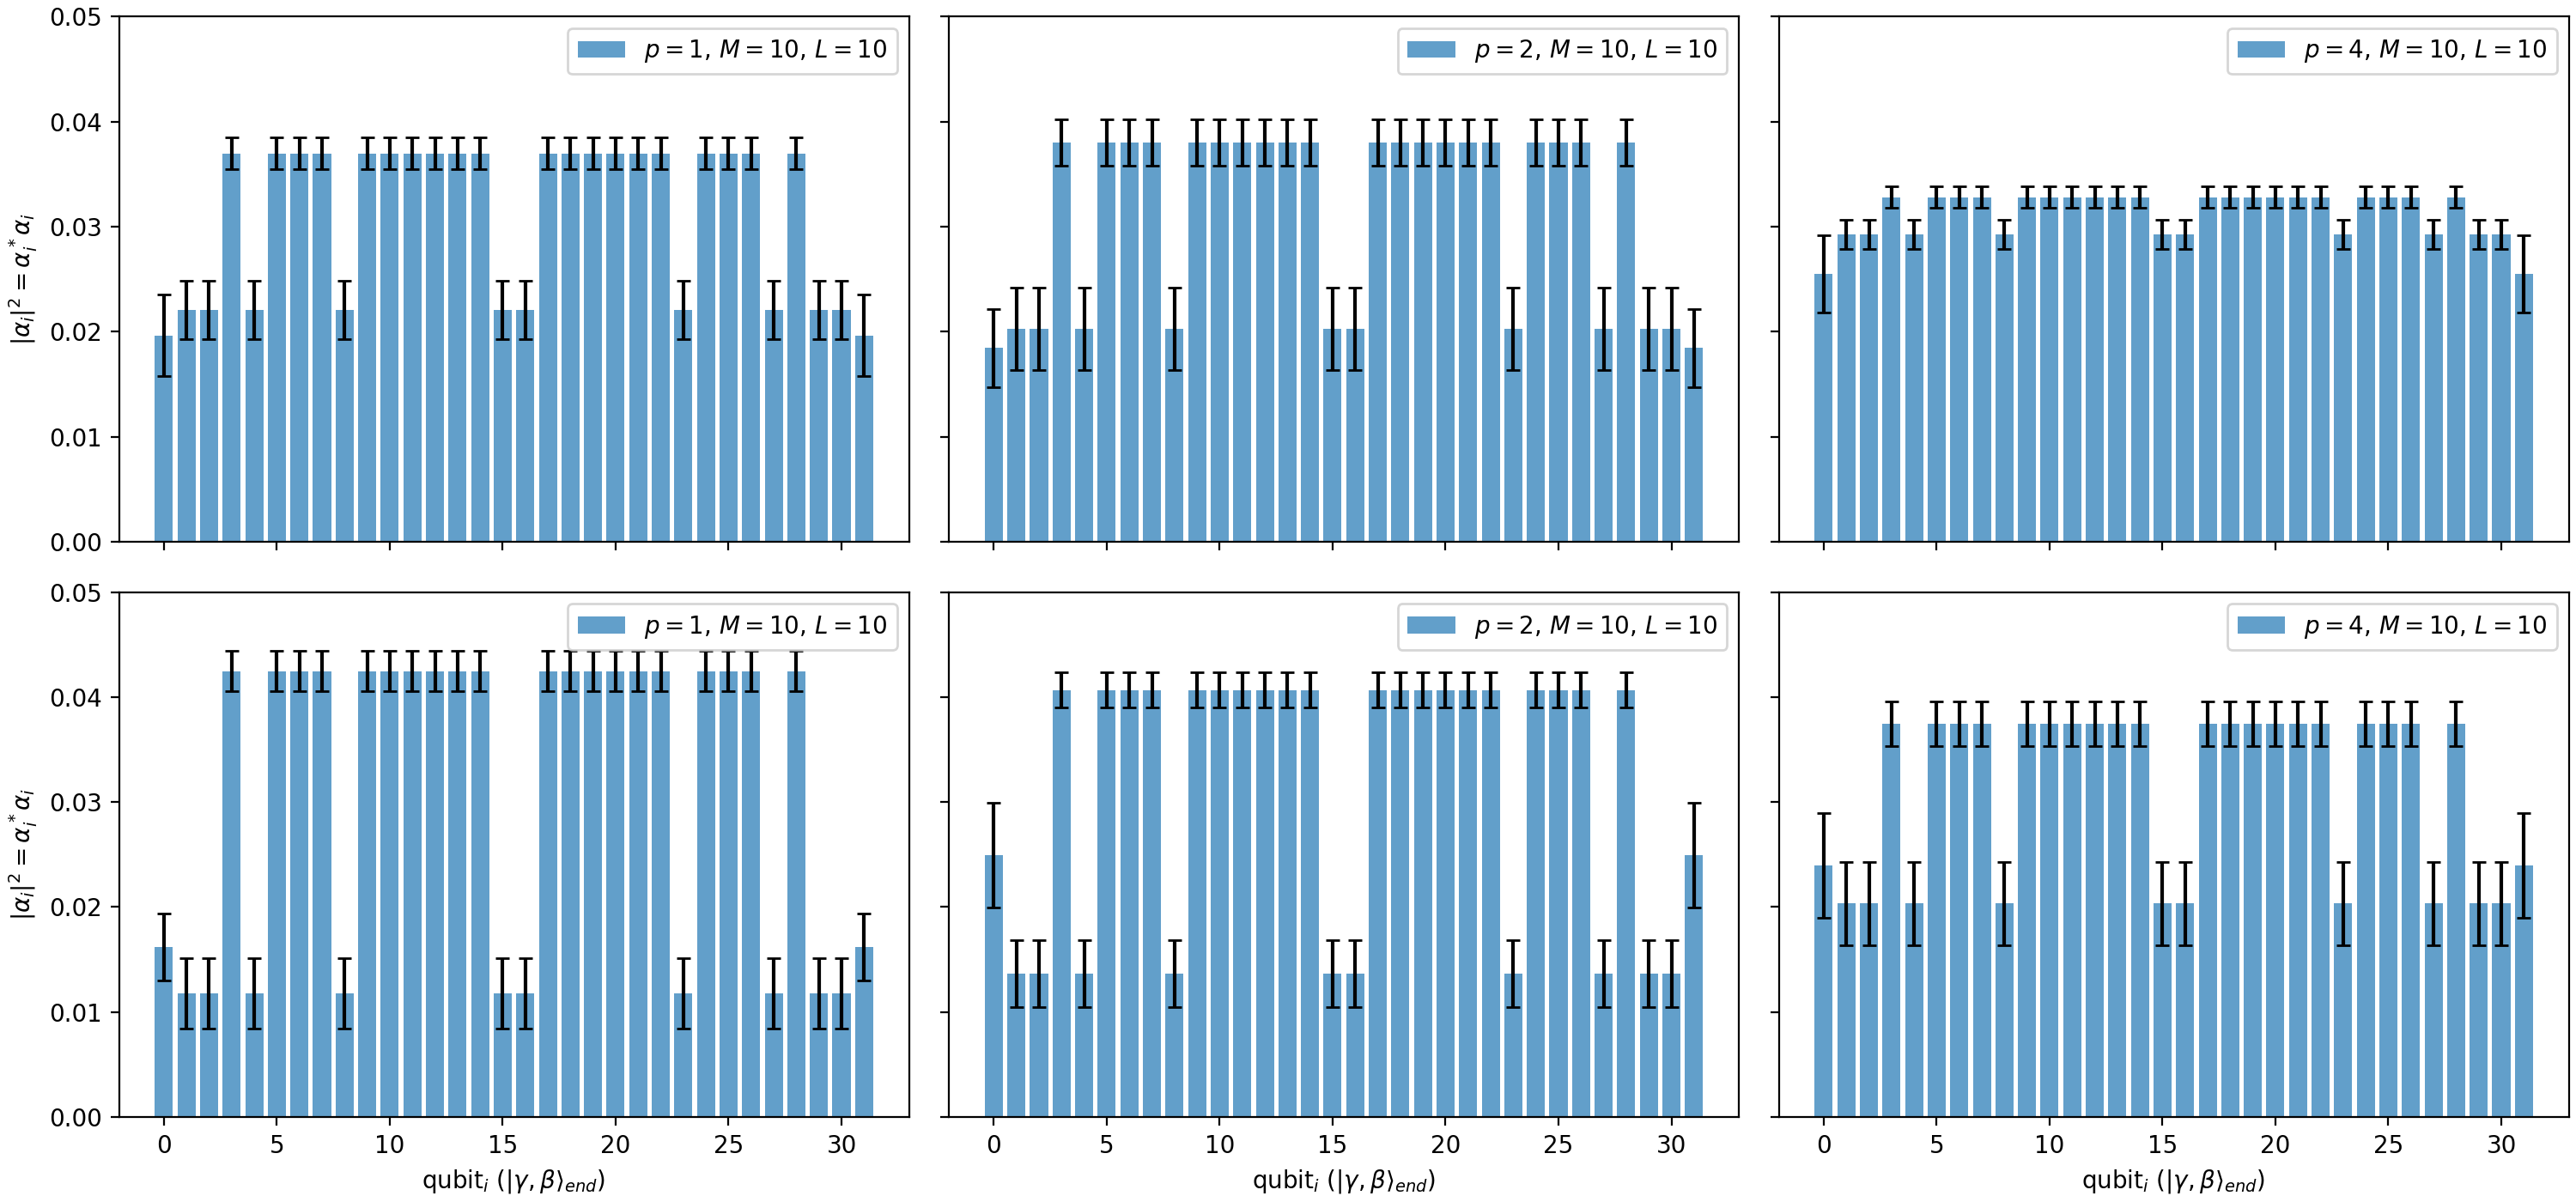 p = 1, M = 10, L = 10
p = 2, M = 10, L = 10
p = 4, M = 10, L = 10
0.05
0.04
0.03
0.02
0.01
0.00
|α_i|² = α_i^* α_i
p = 1, M = 10, L = 10
p = 2, M = 10, L = 10
p = 4, M = 10, L = 10
0.05
0.04
0.03
0.02
0.01
0.00
|α_i|² = α_i^* α_i
0 5 10 15 20 25 30
0 5 10 15 20 25 30
0 5 10 15 20 25 30
qubit_i (|γ, β⟩_end)
qubit_i (|γ, β⟩_end)
qubit_i (|γ, β⟩_end)